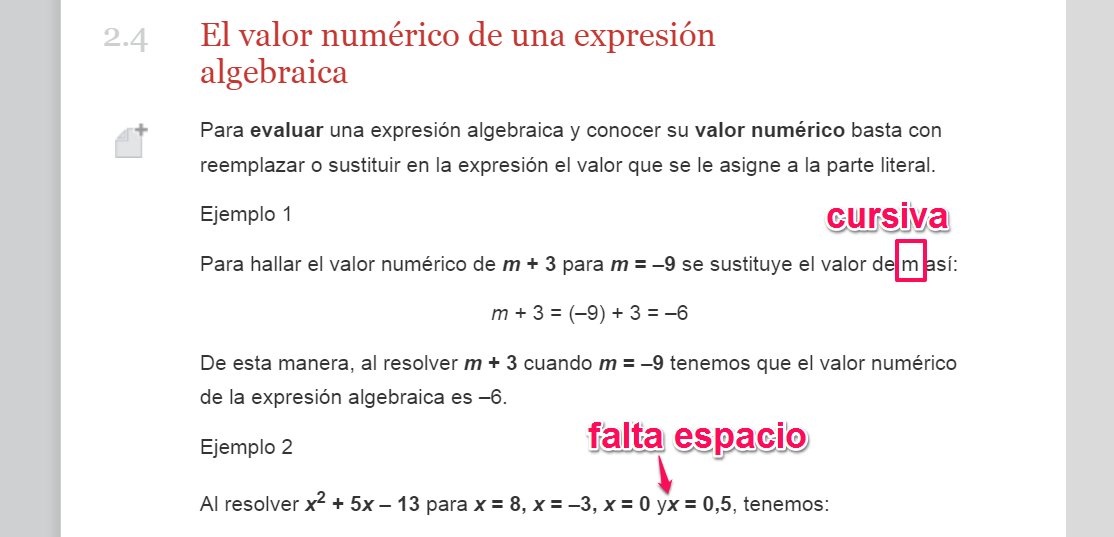 2.4 El valor numérico de una expresión
algebraica
Para evaluar una expresión algebraica y conocer su valor numérico basta con
reemplazar o sustituir en la expresión el valor que se le asigne a la parte literal.
Ejemplo 1
cursiva
Para hallar el valor numérico de m + 3 para m = –9 se sustituye el valor de m así:
m + 3 = (–9) + 3 = –6
De esta manera, al resolver m + 3 cuando m = –9 tenemos que el valor numérico
de la expresión algebraica es –6.
falta espacio
Ejemplo 2
Al resolver x² + 5x – 13 para x = 8, x = –3, x = 0 yx = 0,5, tenemos: